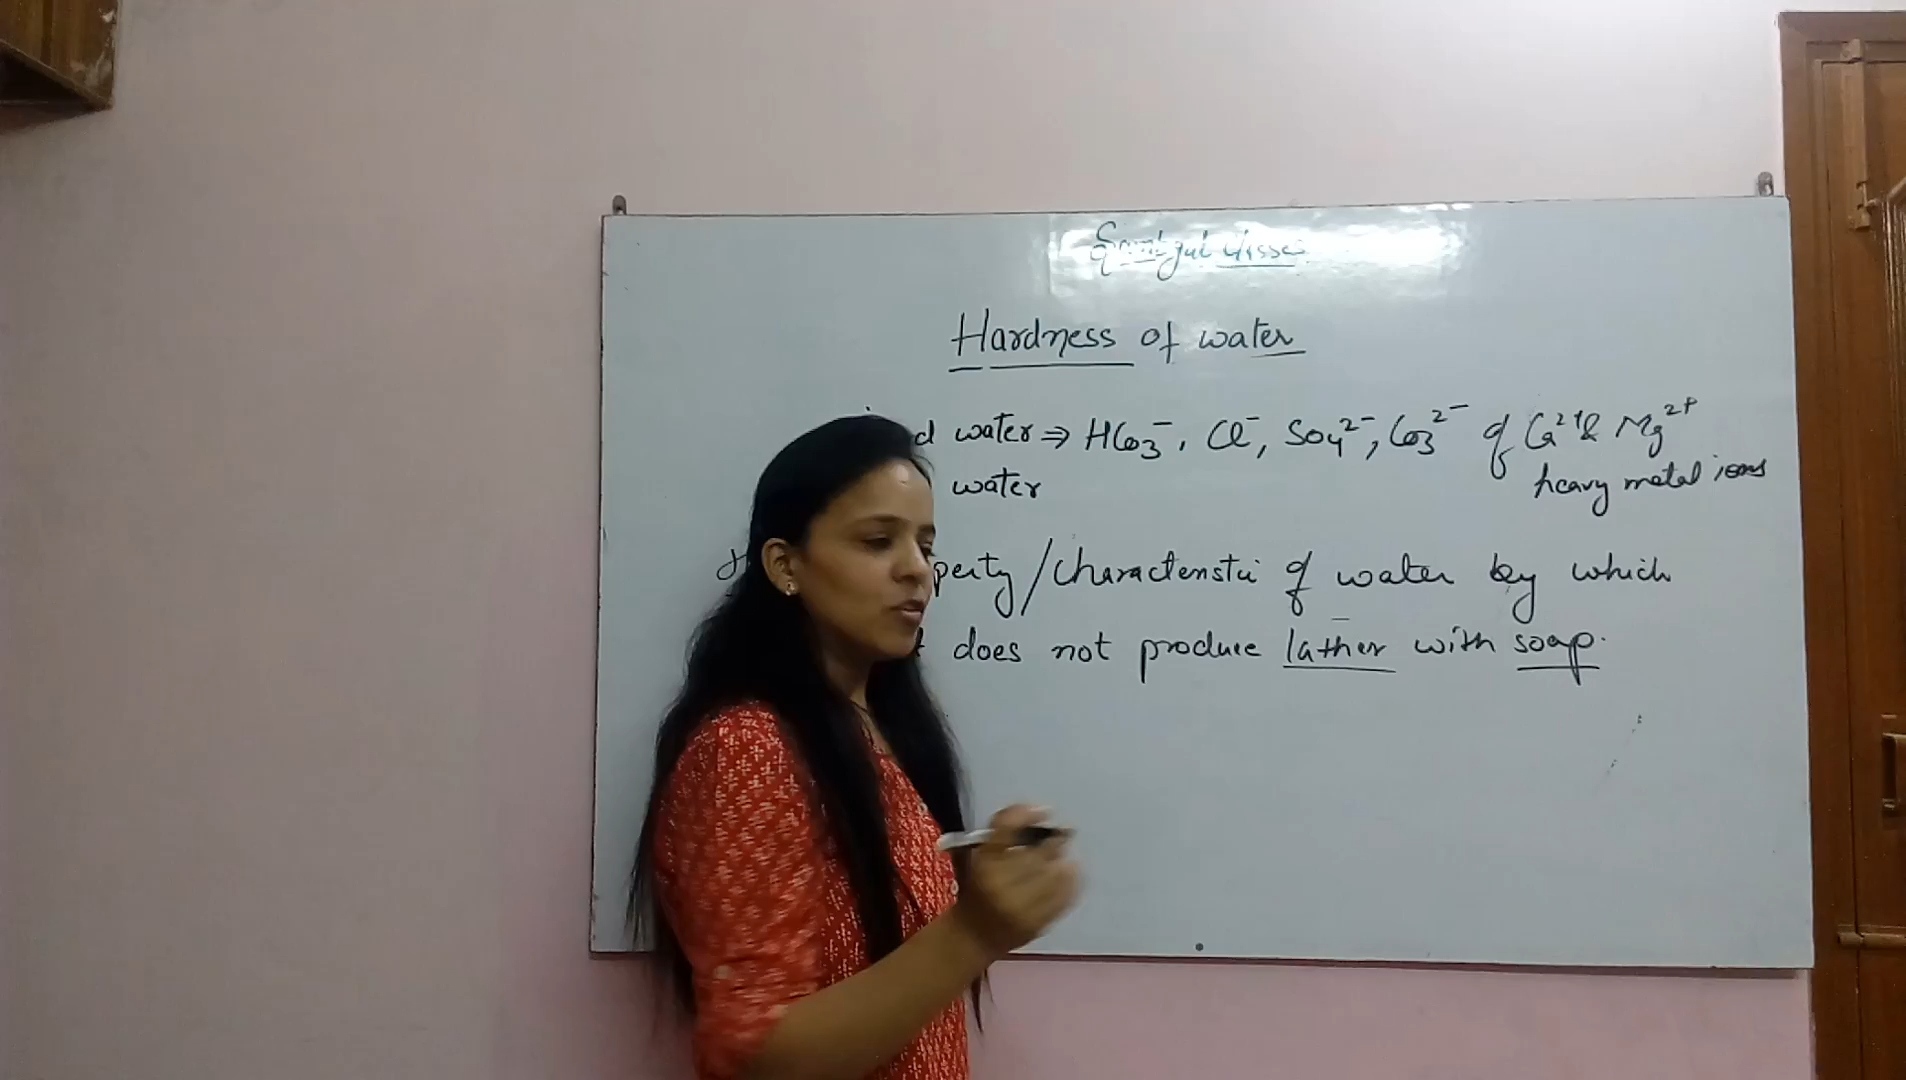 classes
Hardness of water
water ⇒ HCO₃⁻, Cl⁻, SO₄²⁻, CO₃²⁻ of Ca²⁺ & Mg²⁺
water heavy metal ions
perty/characteristic of water by which
does not produce lather with soap.